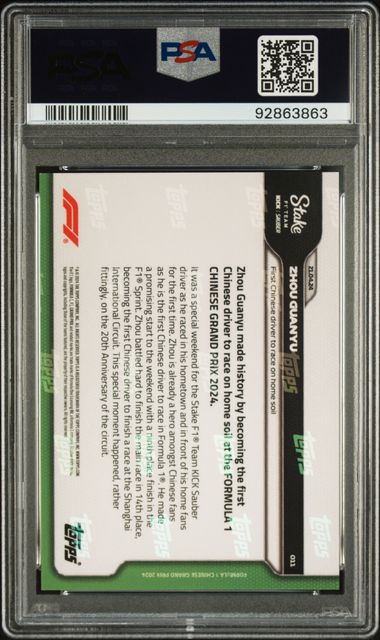 PSA
PSA
92863863
Stake
F1® TEAM
KICK SAUBER
21.04.24
ZHOU GUANYU
First Chinese driver to race on home soil
Topps
011
Zhou Guanyu made history by becoming the first
Chinese driver to race on home soil at the FORMULA 1
CHINESE GRAND PRIX 2024.
It was a special weekend for the Stake F1® Team KICK Sauber
driver as he raced in his hometown and in front of his home fans
for the first time. Zhou is already a hero amongst Chinese fans
as he is the first Chinese driver to race in Formula 1®. He made
a promising start to the weekend with a ninth place finish in the
F1® Sprint. Zhou battled hard to finish the main race in 14th place,
becoming the first Chinese driver to finish a race at the Shanghai
International Circuit. This special moment happened, rather
fittingly, on the 20th Anniversary of the circuit.
FORMULA 1 CHINESE GRAND PRIX 2024
F1
Topps